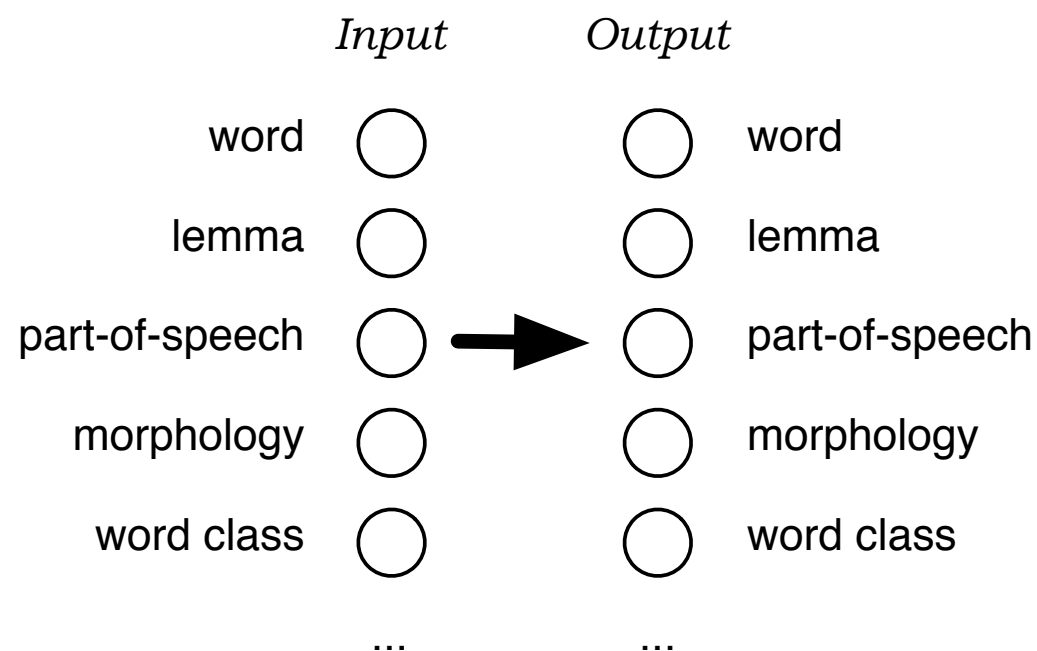 Input Output
word word
lemma lemma
part-of-speech part-of-speech
morphology morphology
word class word class
... ...